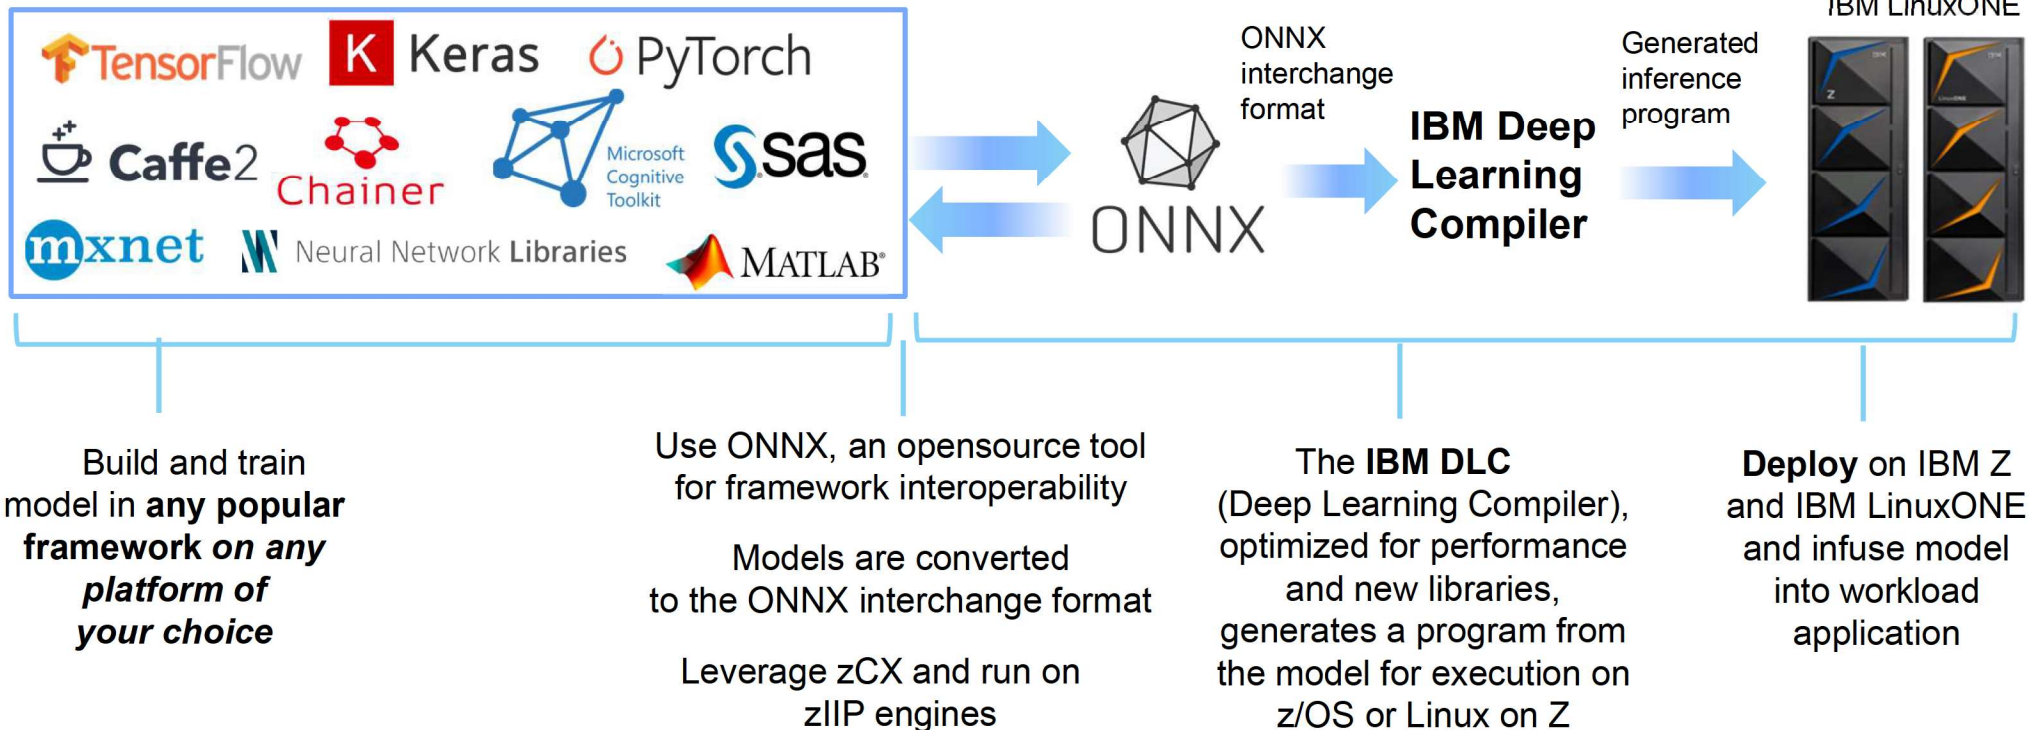 TensorFlow
K Keras
PyTorch
Caffe2
Chainer
Microsoft
Cognitive
Toolkit
sas
mxnet
Neural Network Libraries
MATLAB®
ONNX
ONNX
interchange
format
IBM Deep
Learning
Compiler
Generated
inference
program
IBM LinuxONE
IBM
Z
IBM
LinuxONE
Build and train
model in any popular
framework on any
platform of
your choice
Use ONNX, an opensource tool
for framework interoperability
Models are converted
to the ONNX interchange format
Leverage zCX and run on
zIIP engines
The IBM DLC
(Deep Learning Compiler),
optimized for performance
and new libraries,
generates a program from
the model for execution on
z/OS or Linux on Z
Deploy on IBM Z
and IBM LinuxONE
and infuse model
into workload
application